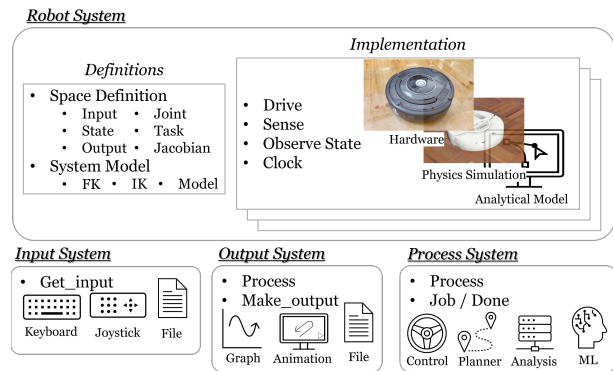 Robot System
Definitions
• Space Definition
• Input • Joint
• State • Task
• Output • Jacobian
• System Model
• FK • IK • Model
Implementation
• Drive
• Sense
• Observe State
• Clock
Hardware
Physics Simulation
Analytical Model
Input System
• Get_input
Keyboard Joystick File
Output System
• Process
• Make_output
Graph Animation File
Process System
• Process
• Job / Done
Control Planner Analysis ML